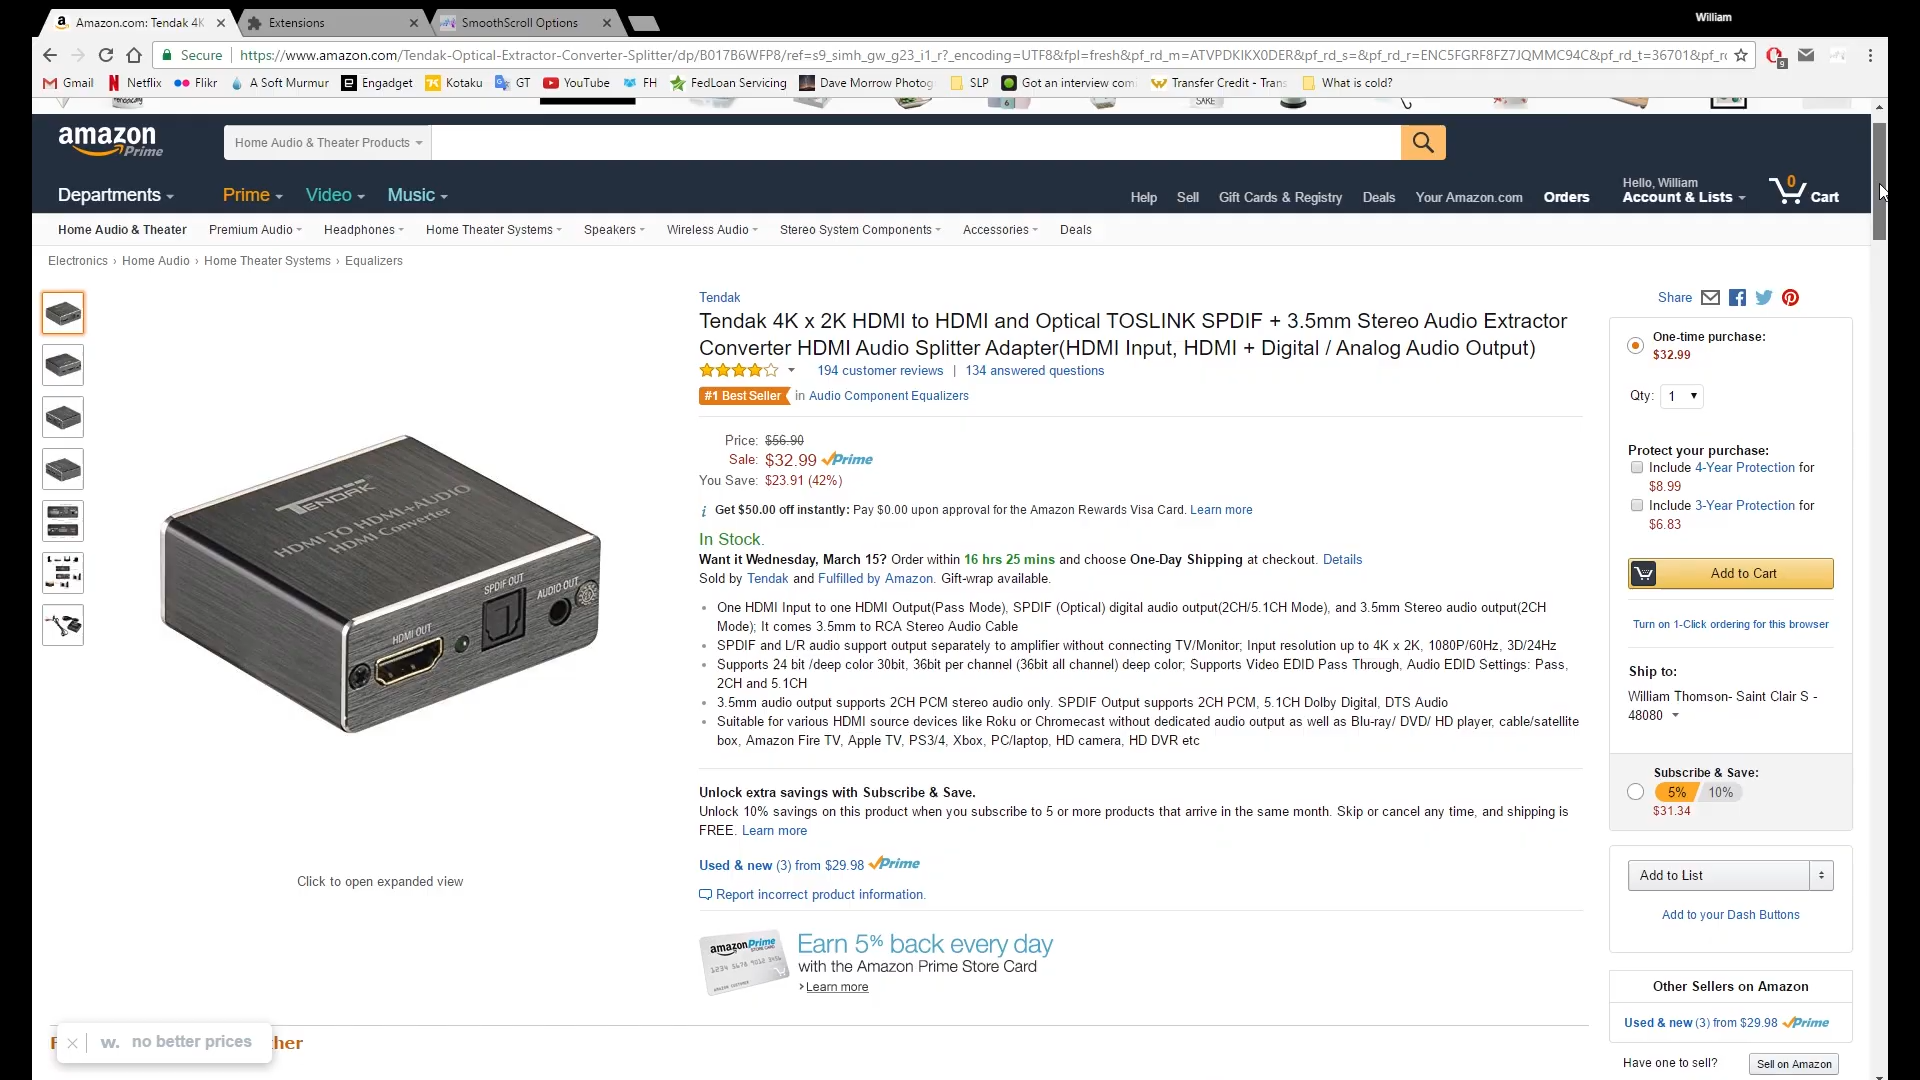 William
Amazon.com: Tendak 4K
Extensions
SmoothScroll Options
Secure
https://www.amazon.com/Tendak-Optical-Extractor-Converter-Splitter/dp/B017B6WFP8/ref=s9_simh_gw_g23_i1_r?_encoding=UTF8&fpl=fresh&pf_rd_m=ATVPDKIKX0DER&pf_rd_s=&pf_rd_r=ENC5FGRF8FZ7JQMMC94C&pf_rd_t=36701&pf_rd
9
Gmail
Netflix
Flikr
A Soft Murmur
Engadget
Kotaku
GT
YouTube
FH
FedLoan Servicing
Dave Morrow Photog
SLP
Got an interview comi
Transfer Credit - Trans
What is cold?
amazon Prime
Home Audio & Theater Products
Departments
Prime
Video
Music
Help
Sell
Gift Cards & Registry
Deals
Your Amazon.com
Orders
Hello, William
Account & Lists
0
Cart
Home Audio & Theater
Premium Audio
Headphones
Home Theater Systems
Speakers
Wireless Audio
Stereo System Components
Accessories
Deals
Electronics › Home Audio › Home Theater Systems › Equalizers
TENDAK
HDMI TO HDMI+AUDIO
HDMI Converter
HDMI OUT
SPDIF OUT
AUDIO OUT
Click to open expanded view
Tendak
Tendak 4K x 2K HDMI to HDMI and Optical TOSLINK SPDIF + 3.5mm Stereo Audio Extractor
Converter HDMI Audio Splitter Adapter(HDMI Input, HDMI + Digital / Analog Audio Output)
194 customer reviews | 134 answered questions
#1 Best Seller in Audio Component Equalizers
Price: $56.90
Sale: $32.99 Prime
You Save: $23.91 (42%)
Get $50.00 off instantly: Pay $0.00 upon approval for the Amazon Rewards Visa Card. Learn more
In Stock.
Want it Wednesday, March 15? Order within 16 hrs 25 mins and choose One-Day Shipping at checkout. Details
Sold by Tendak and Fulfilled by Amazon. Gift-wrap available.
One HDMI Input to one HDMI Output(Pass Mode), SPDIF (Optical) digital audio output(2CH/5.1CH Mode), and 3.5mm Stereo audio output(2CH
Mode); It comes 3.5mm to RCA Stereo Audio Cable
SPDIF and L/R audio support output separately to amplifier without connecting TV/Monitor; Input resolution up to 4K x 2K, 1080P/60Hz, 3D/24Hz
Supports 24 bit /deep color 30bit, 36bit per channel (36bit all channel) deep color; Supports Video EDID Pass Through, Audio EDID Settings: Pass,
2CH and 5.1CH
3.5mm audio output supports 2CH PCM stereo audio only. SPDIF Output supports 2CH PCM, 5.1CH Dolby Digital, DTS Audio
Suitable for various HDMI source devices like Roku or Chromecast without dedicated audio output as well as Blu-ray/ DVD/ HD player, cable/satellite
box, Amazon Fire TV, Apple TV, PS3/4, Xbox, PC/laptop, HD camera, HD DVR etc
Unlock extra savings with Subscribe & Save.
Unlock 10% savings on this product when you subscribe to 5 or more products that arrive in the same month. Skip or cancel any time, and shipping is
FREE. Learn more
Used & new (3) from $29.98 Prime
Report incorrect product information.
amazonPrime
STORE CARD
Earn 5% back every day
with the Amazon Prime Store Card
›Learn more
w. no better prices
ther
Share
One-time purchase:
$32.99
Qty: 1
Protect your purchase:
Include 4-Year Protection for
$8.99
Include 3-Year Protection for
$6.83
Add to Cart
Turn on 1-Click ordering for this browser
Ship to:
William Thomson- Saint Clair S -
48080
Subscribe & Save:
5% 10%
$31.34
Add to List
Add to your Dash Buttons
Other Sellers on Amazon
Used & new (3) from $29.98 Prime
Have one to sell? Sell on Amazon